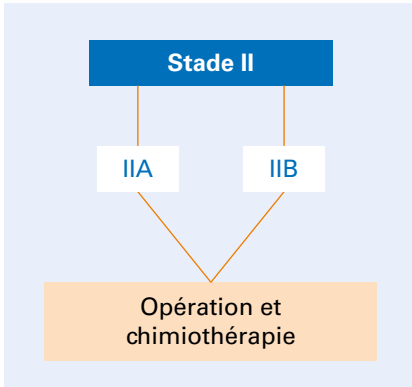 Stade II
IIA
IIB
Opération et
chimiothérapie